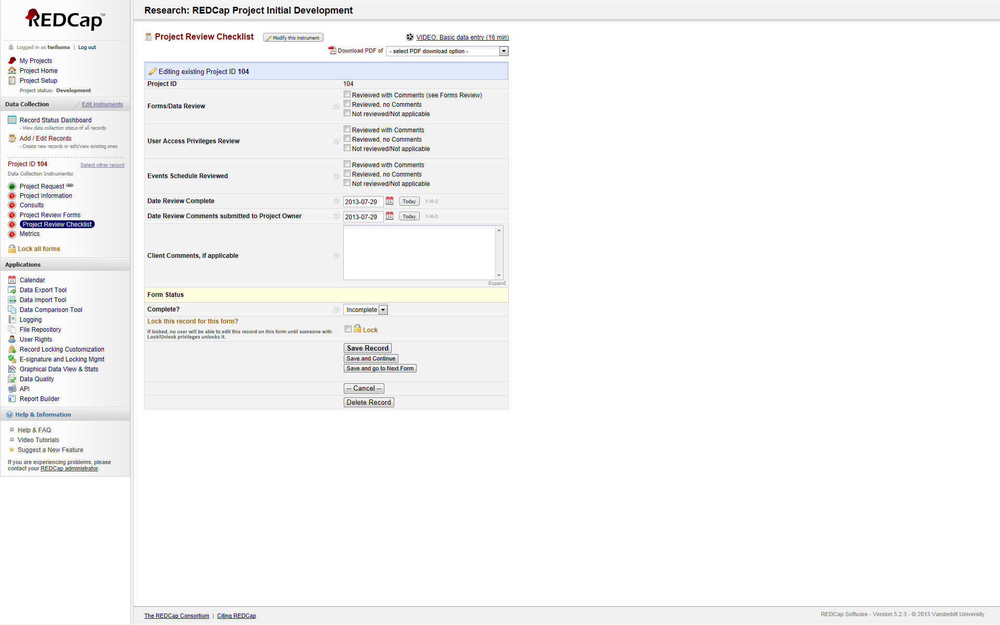 REDCap™
Logged in as twilsona | Log out
My Projects
Project Home
Project Setup
Project status: Development
Data Collection
Edit instruments
Record Status Dashboard
- View data collection status of all records
Add / Edit Records
- Create new records or edit/view existing ones
Project ID 104
Select other record
Data Collection Instruments:
Project Request
Project Information
Consults
Project Review Forms
Project Review Checklist
Metrics
Lock all forms
Applications
31 Calendar
Data Export Tool
Data Import Tool
Data Comparison Tool
Logging
File Repository
User Rights
Record Locking Customization
E-signature and Locking Mgmt
Graphical Data View & Stats
Data Quality
API
Report Builder
Help & Information
Help & FAQ
Video Tutorials
Suggest a New Feature
If you are experiencing problems, please
contact your REDCap administrator.
Research: REDCap Project Initial Development
Project Review Checklist
Modify this instrument
VIDEO: Basic data entry (16 min)
Download PDF of
- select PDF download option -
Editing existing Project ID 104
Project ID
104
Forms/Data Review
H
Reviewed with Comments (see Forms Review)
Reviewed, no Comments
Not reviewed/Not applicable
User Access Privileges Review
H
Reviewed with Comments
Reviewed, no Comments
Not reviewed/Not applicable
Events Schedule Reviewed
H
Reviewed with Comments
Reviewed, no Comments
Not reviewed/Not applicable
Date Review Complete
H
2013-07-29
31
Today
Y-M-D
Date Review Comments submitted to Project Owner
H
2013-07-29
31
Today
Y-M-D
Client Comments, if applicable
H
Expand
Form Status
Complete?
H
Incomplete
Lock this record for this form?
If locked, no user will be able to edit this record on this form until someone with
Lock/Unlock privileges unlocks it.
Lock
Save Record
Save and Continue
Save and go to Next Form
-- Cancel --
Delete Record
The REDCap Consortium | Citing REDCap
REDCap Software - Version 5.2.3 - © 2013 Vanderbilt University